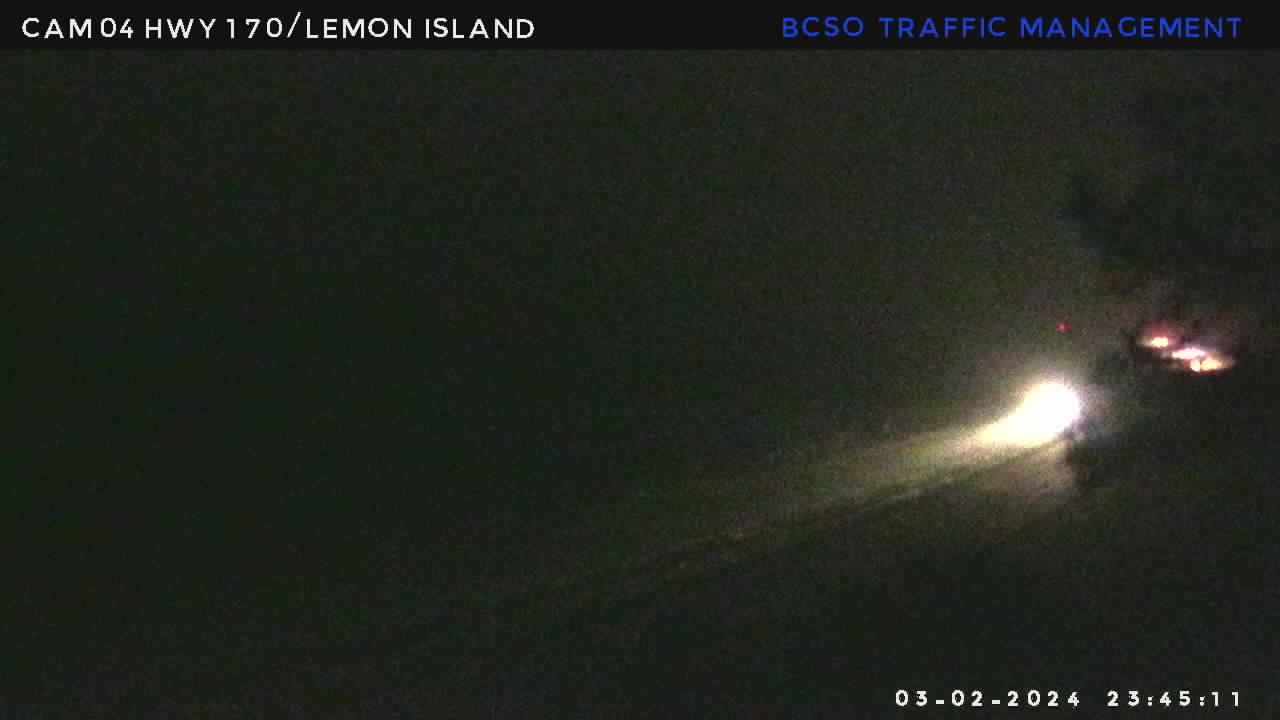 CAM04 HWY 170/LEMON ISLAND
BCSO TRAFFIC MANAGEMENT
03-02-2024 23:45:11